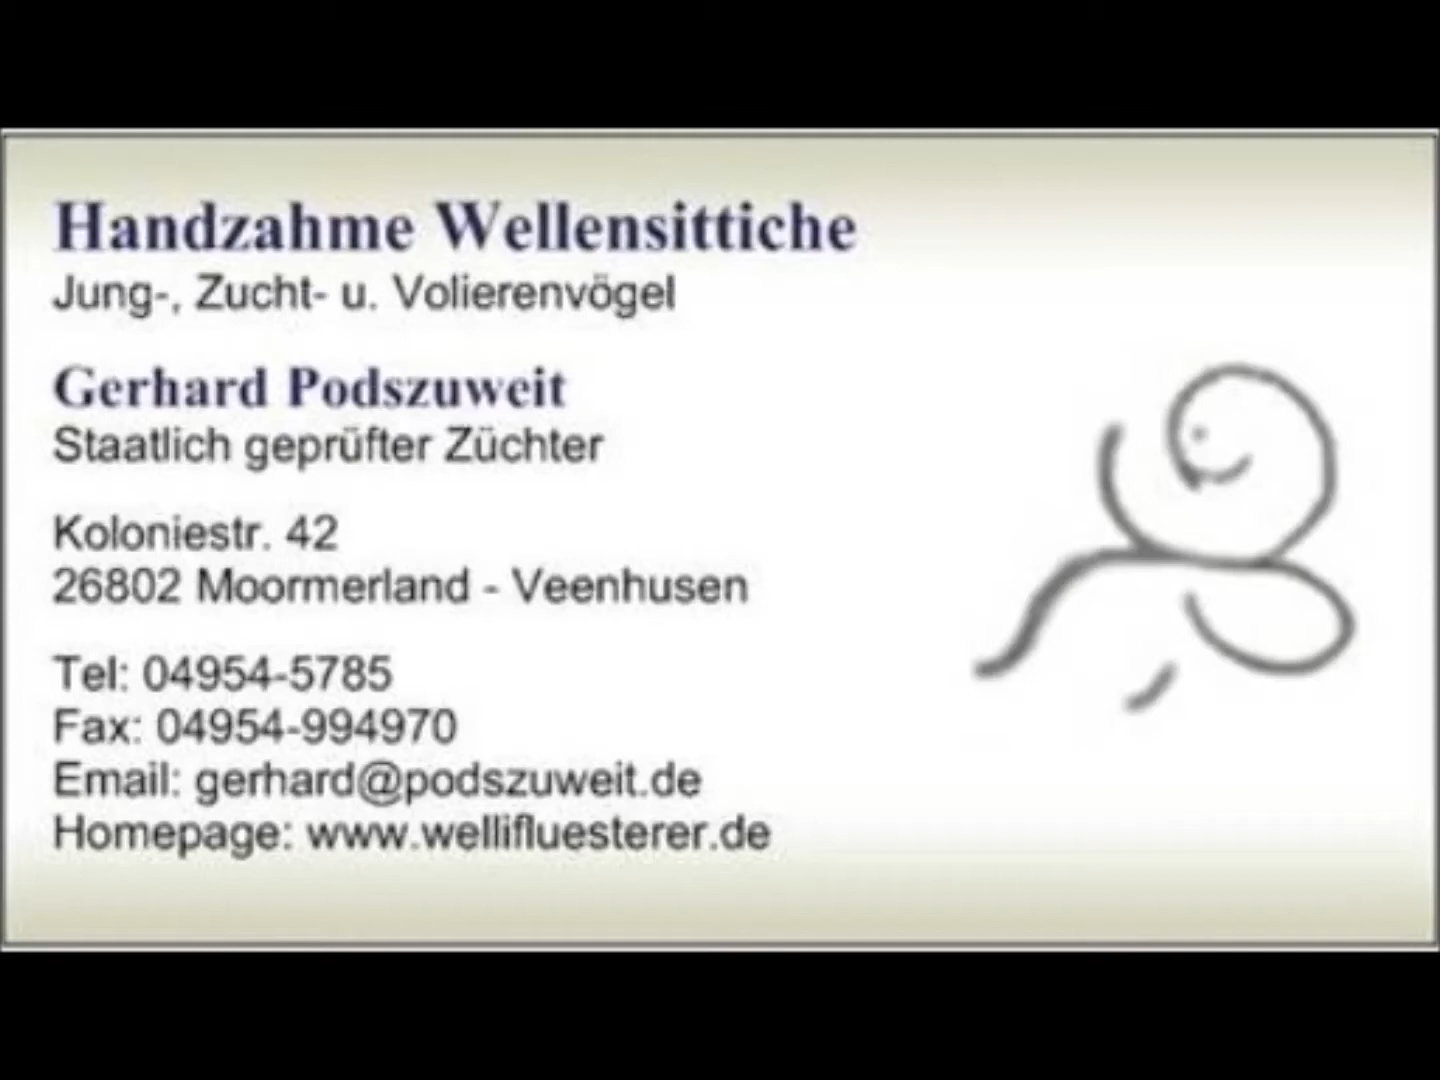 Handzahme Wellensittiche
Jung-, Zucht- u. Volierenvögel
Gerhard Podszuweit
Staatlich geprüfter Züchter
Koloniestr. 42
26802 Moormerland - Veenhusen
Tel: 04954-5785
Fax: 04954-994970
Email: gerhard@podszuweit.de
Homepage: www.wellifluesterer.de